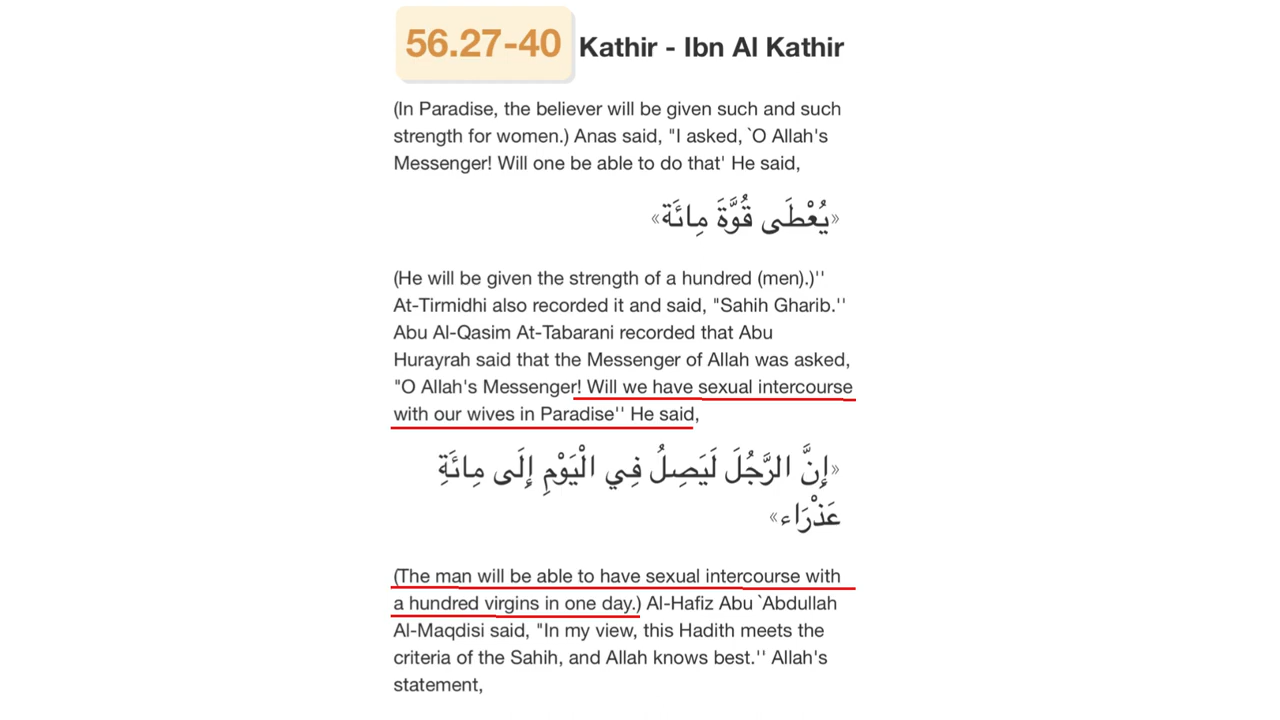 56.27-40 Kathir - Ibn Al Kathir
(In Paradise, the believer will be given such and such
strength for women.) Anas said, "I asked, `O Allah's
Messenger! Will one be able to do that' He said,
«يُعْطَى قُوَّةَ مِائَة»
(He will be given the strength of a hundred (men).)''
At-Tirmidhi also recorded it and said, "Sahih Gharib.''
Abu Al-Qasim At-Tabarani recorded that Abu
Hurayrah said that the Messenger of Allah was asked,
"O Allah's Messenger! Will we have sexual intercourse
with our wives in Paradise'' He said,
«إِنَّ الرَّجُلَ لَيَصِلُ فِي الْيَوْمِ إِلَى مِائَةِ
عَذْرَاء»
(The man will be able to have sexual intercourse with
a hundred virgins in one day.) Al-Hafiz Abu `Abdullah
Al-Maqdisi said, "In my view, this Hadith meets the
criteria of the Sahih, and Allah knows best.'' Allah's
statement,